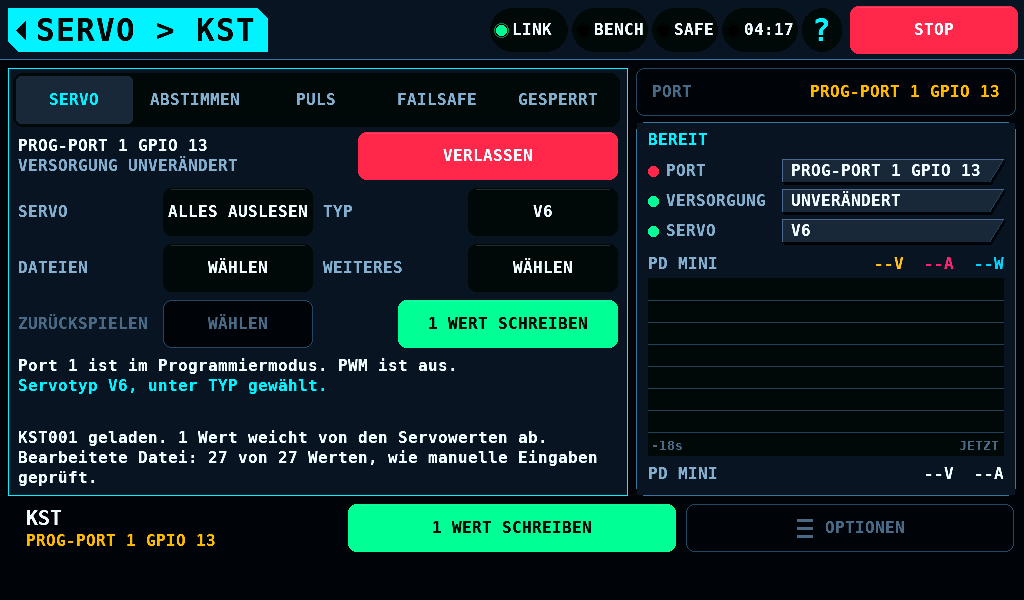 SERVO > KST
LINK
BENCH
SAFE
04:17
?
STOP
SERVO
ABSTIMMEN
PULS
FAILSAFE
GESPERRT
PROG-PORT 1 GPIO 13
VERSORGUNG UNVERÄNDERT
VERLASSEN
SERVO
ALLES AUSLESEN
TYP
V6
DATEIEN
WÄHLEN
WEITERES
WÄHLEN
ZURÜCKSPIELEN
WÄHLEN
1 WERT SCHREIBEN
Port 1 ist im Programmiermodus. PWM ist aus.
Servotyp V6, unter TYP gewählt.
KST001 geladen. 1 Wert weicht von den Servowerten ab.
Bearbeitete Datei: 27 von 27 Werten, wie manuelle Eingaben
geprüft.
PORT
PROG-PORT 1 GPIO 13
BEREIT
PORT
PROG-PORT 1 GPIO 13
VERSORGUNG
UNVERÄNDERT
SERVO
V6
PD MINI
--V
--A
--W
-18s
JETZT
PD MINI
--V
--A
KST
PROG-PORT 1 GPIO 13
1 WERT SCHREIBEN
OPTIONEN